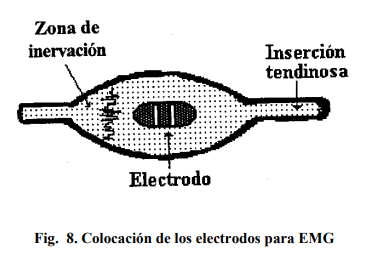 Zona de
inervación
Inserción
tendinosa
Electrodo
Fig. 8. Colocación de los electrodos para EMG